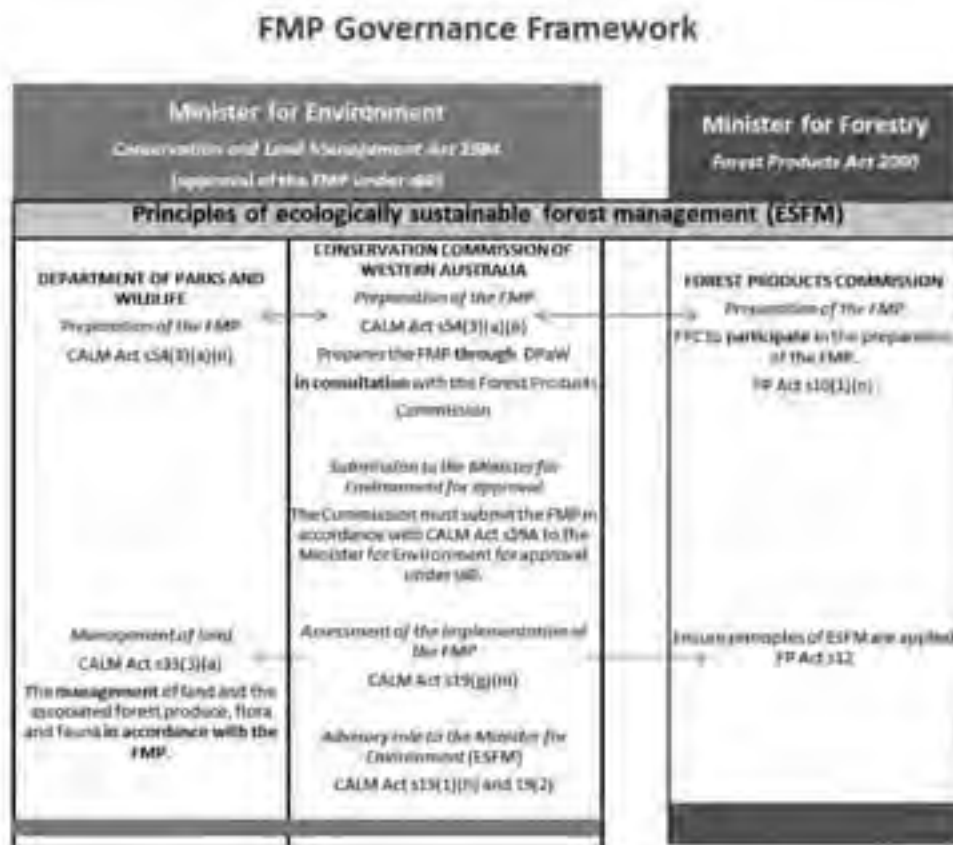 FMP Governance Framework
Minister for Environment
Conservation and Land Management Act 1984
(approval of the FMP under s60)
Minister for Forestry
Forest Products Act 2000
Principles of ecologically sustainable forest management (ESFM)
DEPARTMENT OF PARKS AND
WILDLIFE
Preparation of the FMP
CALM Act s54(3)(a)(ii)
CONSERVATION COMMISSION OF
WESTERN AUSTRALIA
Preparation of the FMP
CALM Act s54(3)(a)(ii)
Prepares the FMP through DPaW
in consultation with the Forest Products
Commission
Submission to the Minister for
Environment for approval
The Commission must submit the FMP in
accordance with CALM Act s59A to the
Minister for Environment for approval
under s60.
Assessment of the implementation of
the FMP
CALM Act s19(g)(iii)
Advisory role to the Minister for
Environment (ESFM)
CALM Act s19(1)(h) and 19(2)
Management of land
CALM Act s33(3)(a)
The management of land and the
associated forest produce, flora
and fauna in accordance with the
FMP.
FOREST PRODUCTS COMMISSION
Preparation of the FMP
FPC to participate in the preparation
of the FMP.
FP Act s10(1)(n)
Ensure principles of ESFM are applied
FP Act s12